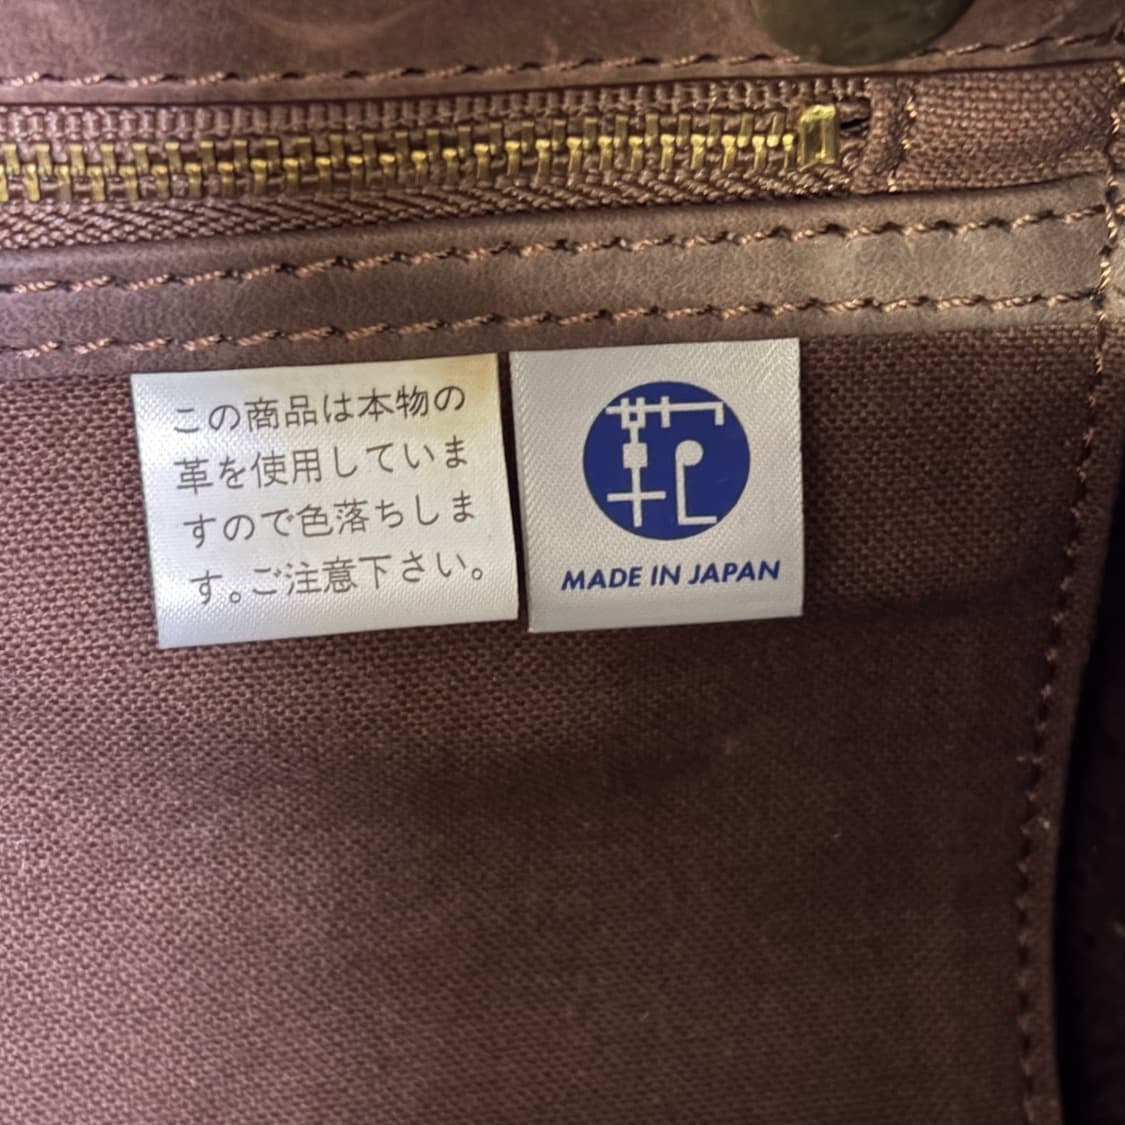 この商品は本物の
革を使用していま
すので色落ちしま
す。ご注意下さい。
MADE IN JAPAN